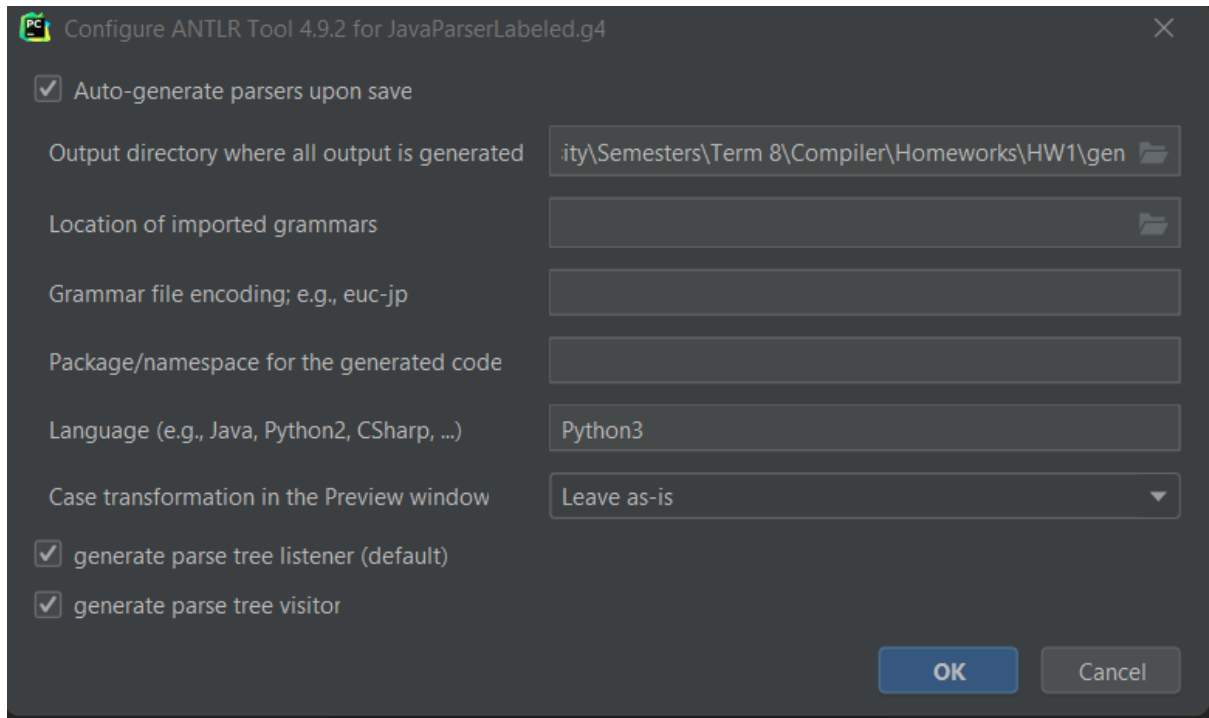 PC
Configure ANTLR Tool 4.9.2 for JavaParserLabeled.g4
Auto-generate parsers upon save
Output directory where all output is generated
ity\Semesters\Term 8\Compiler\Homeworks\HW1\gen
Location of imported grammars
Grammar file encoding; e.g., euc-jp
Package/namespace for the generated code
Language (e.g., Java, Python2, CSharp, ...)
Python3
Case transformation in the Preview window
Leave as-is
generate parse tree listener (default)
generate parse tree visitor
OK
Cancel